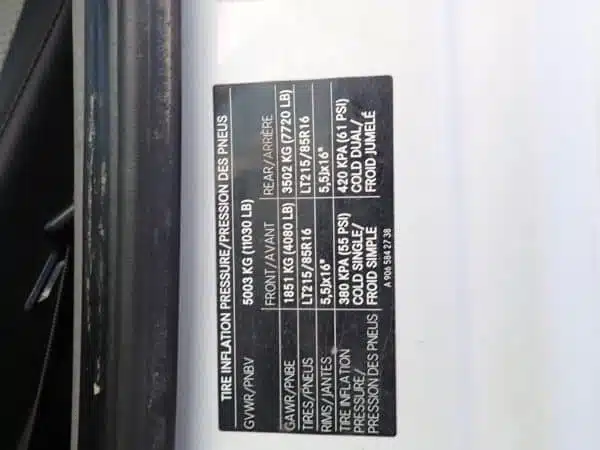 TIRE INFLATION PRESSURE/PRESSION DES PNEUS
GVWR/PNBV 5003 KG (11030 LB)
FRONT/AVANT REAR/ARRIÈRE
GAWR/PNBE 1851 KG (4080 LB) 3502 KG (7720 LB)
TIRES/PNEUS LT215/85R16 LT215/85R16
RIMS/JANTES 5,5Jx16" 5,5Jx16"
TIRE INFLATION 380 KPA (55 PSI) 420 KPA (61 PSI)
PRESSURE/ COLD SINGLE/ COLD DUAL/
PRESSION DES PNEUS FROID SIMPLE FROID JUMELÉ
A 906 584 27 38